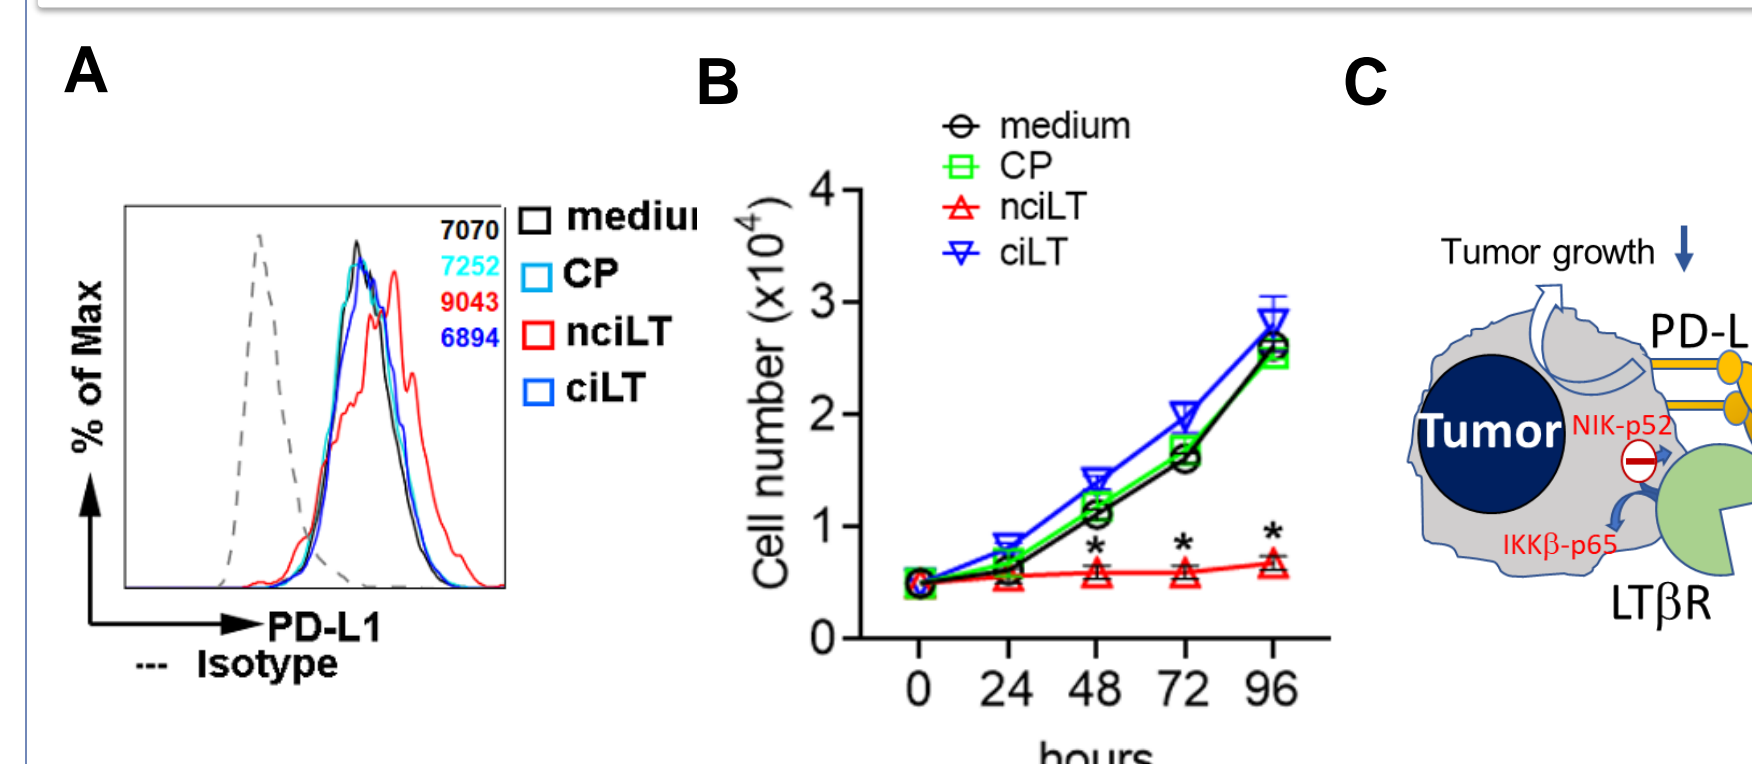 A
7070
7252
9043
6894
CP
nciLT
ciLT
% of Max
PD-L1
--- Isotype
B
medium
CP
nciLT
ciLT
Cell number (x10⁴)
4
3
2
1
0
* * *
0 24 48 72 96
hours
C
Tumor growth
PD-L
Tumor
NIK-p52
IKKβ-p65
LTβR